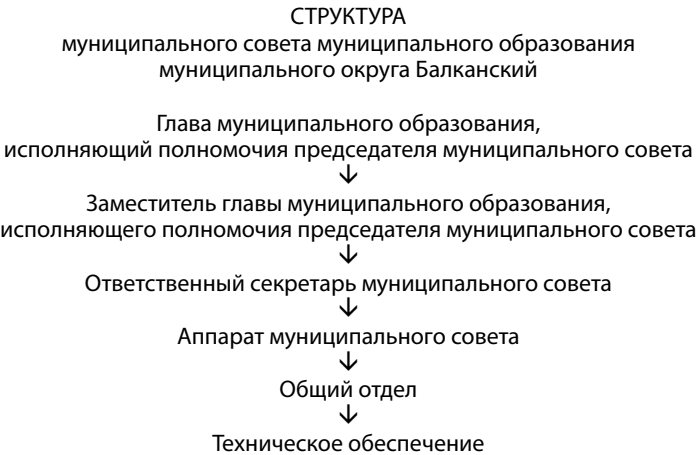 СТРУКТУРА
муниципального совета муниципального образования
муниципального округа Балканский
Глава муниципального образования,
исполняющий полномочия председателя муниципального совета
↓
Заместитель главы муниципального образования,
исполняющего полномочия председателя муниципального совета
↓
Ответственный секретарь муниципального совета
↓
Аппарат муниципального совета
↓
Общий отдел
↓
Техническое обеспечение